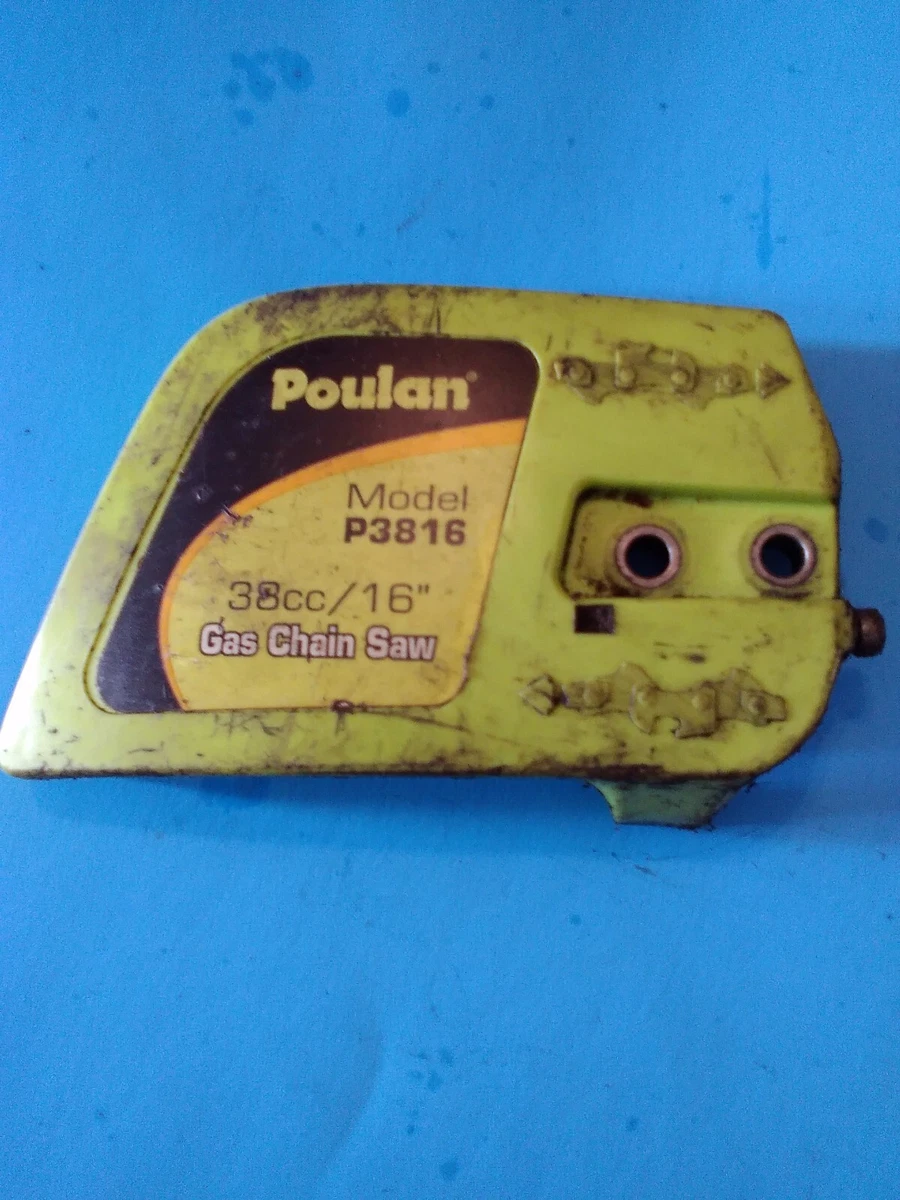 Poulan®
Model
P3816
38cc/16"
Gas Chain Saw